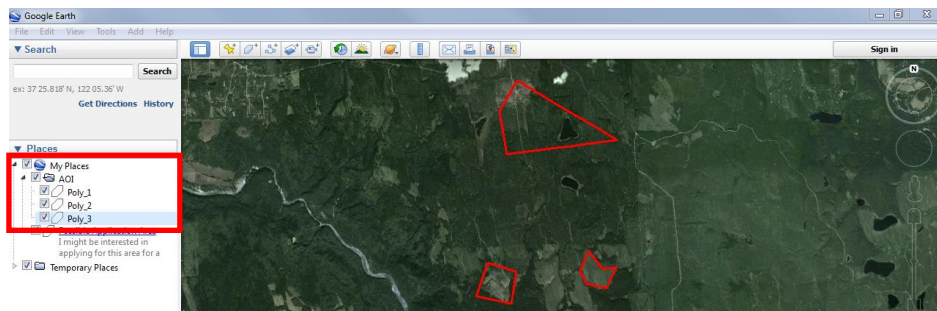 Google Earth
File Edit View Tools Add Help
▼ Search
Sign in
Search
ex: 37 25.818' N, 122 05.36' W
Get Directions History
▼ Places
My Places
AOI
Poly_1
Poly_2
Poly_3
I might be interested in
applying for this area for a
Temporary Places
N